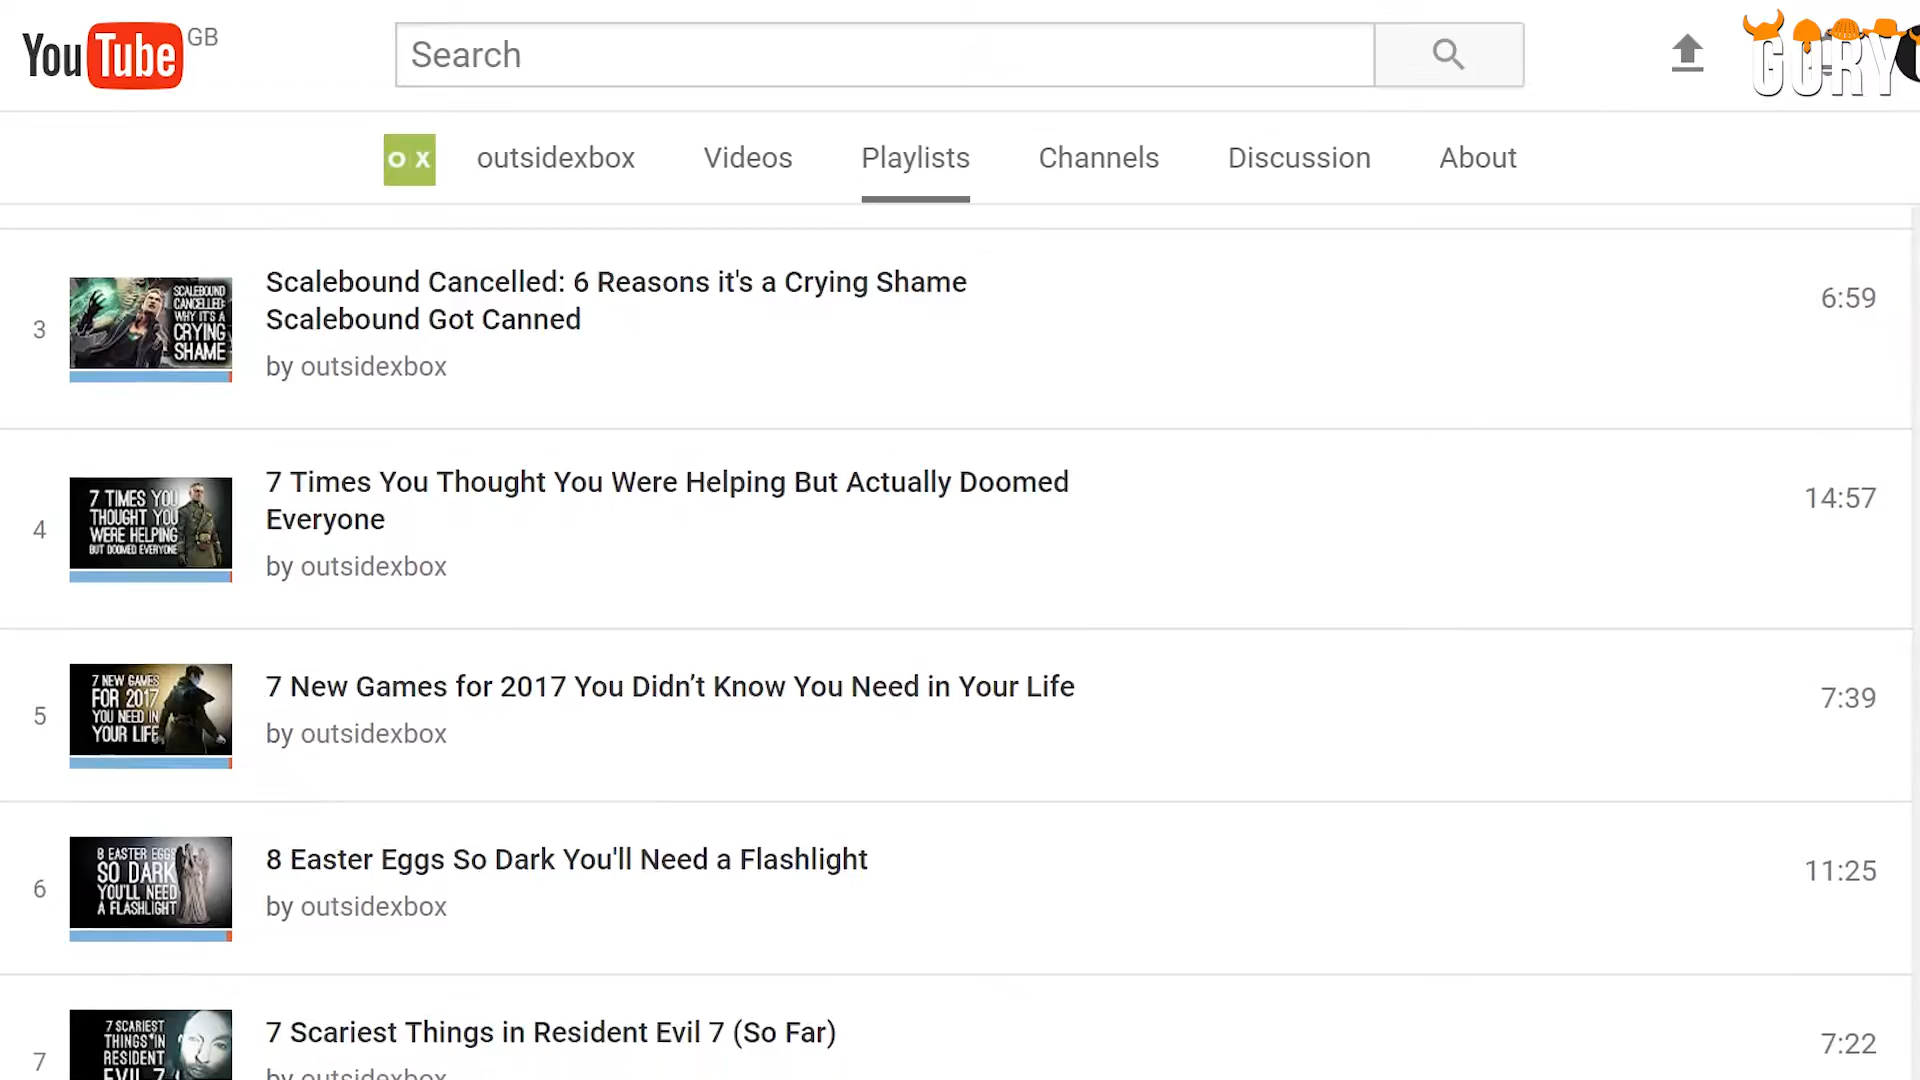 YouTube GB
Search
GORY
OX outsidexbox Videos Playlists Channels Discussion About
3
SCALEBOUND
CANCELLED:
WHY IT'S A
CRYING
SHAME
Scalebound Cancelled: 6 Reasons it's a Crying Shame
Scalebound Got Canned
by outsidexbox
6:59
4
7 TIMES YOU
THOUGHT YOU
WERE HELPING
BUT DOOMED EVERYONE
7 Times You Thought You Were Helping But Actually Doomed
Everyone
by outsidexbox
14:57
5
7 NEW GAMES
FOR 2017
YOU NEED IN
YOUR LIFE
7 New Games for 2017 You Didn’t Know You Need in Your Life
by outsidexbox
7:39
6
8 EASTER EGGS
SO DARK
YOU'LL NEED
A FLASHLIGHT
8 Easter Eggs So Dark You'll Need a Flashlight
by outsidexbox
11:25
7
7 SCARIEST
THINGS IN
RESIDENT
EVIL 7
7 Scariest Things in Resident Evil 7 (So Far)
by outsidexbox
7:22